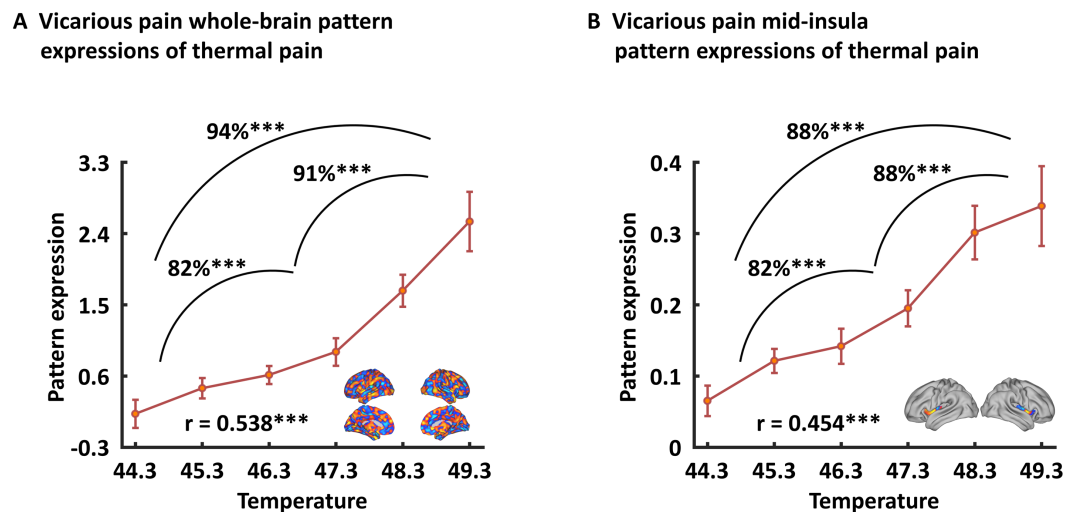 A Vicarious pain whole-brain pattern
expressions of thermal pain
94%***
91%***
82%***
3.3
2.4
1.5
0.6
-0.3
Pattern expression
r = 0.538***
44.3 45.3 46.3 47.3 48.3 49.3
Temperature
B Vicarious pain mid-insula
pattern expressions of thermal pain
88%***
88%***
82%***
0.4
0.3
0.2
0.1
0
Pattern expression
r = 0.454***
44.3 45.3 46.3 47.3 48.3 49.3
Temperature